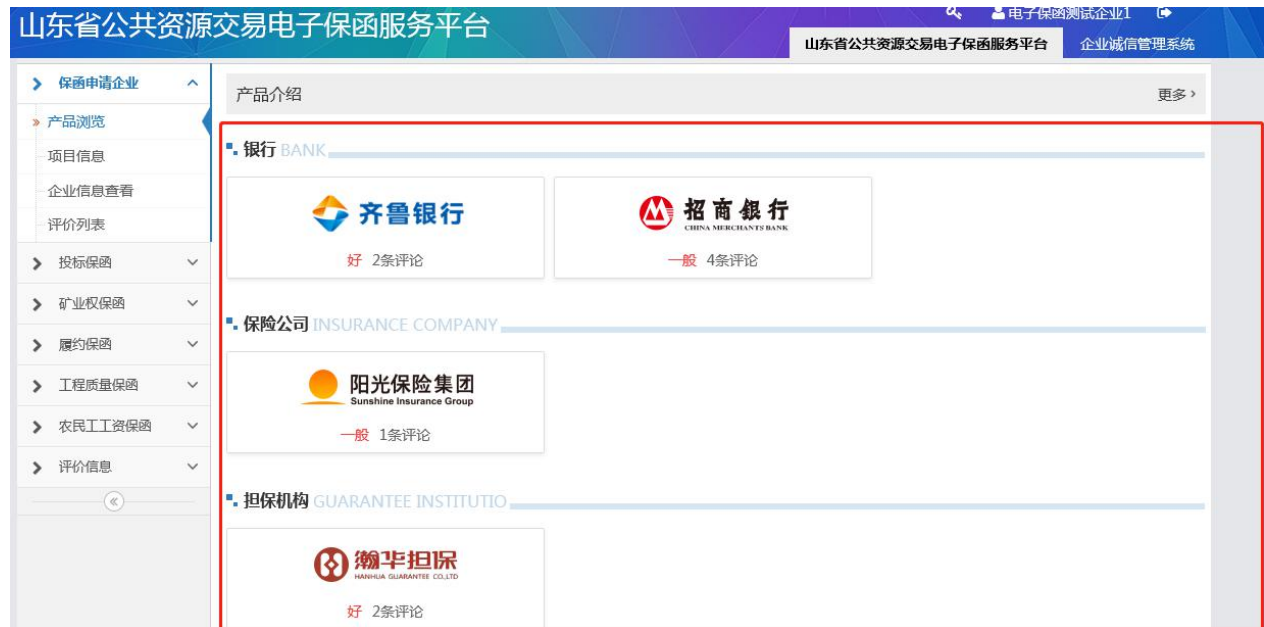 山东省公共资源交易电子保函服务平台
电子保函测试企业1
山东省公共资源交易电子保函服务平台
企业诚信管理系统
保函申请企业
产品浏览
项目信息
企业信息查看
评价列表
投标保函
矿业权保函
履约保函
工程质量保函
农民工工资保函
评价信息
产品介绍
更多
银行 BANK
齐鲁银行
好 2条评论
招商银行
CHINA MERCHANTS BANK
一般 4条评论
保险公司 INSURANCE COMPANY
阳光保险集团
Sunshine Insurance Group
一般 1条评论
担保机构 GUARANTEE INSTITUTIO
瀚华担保
HANHUA GUARANTEE CO.,LTD
好 2条评论